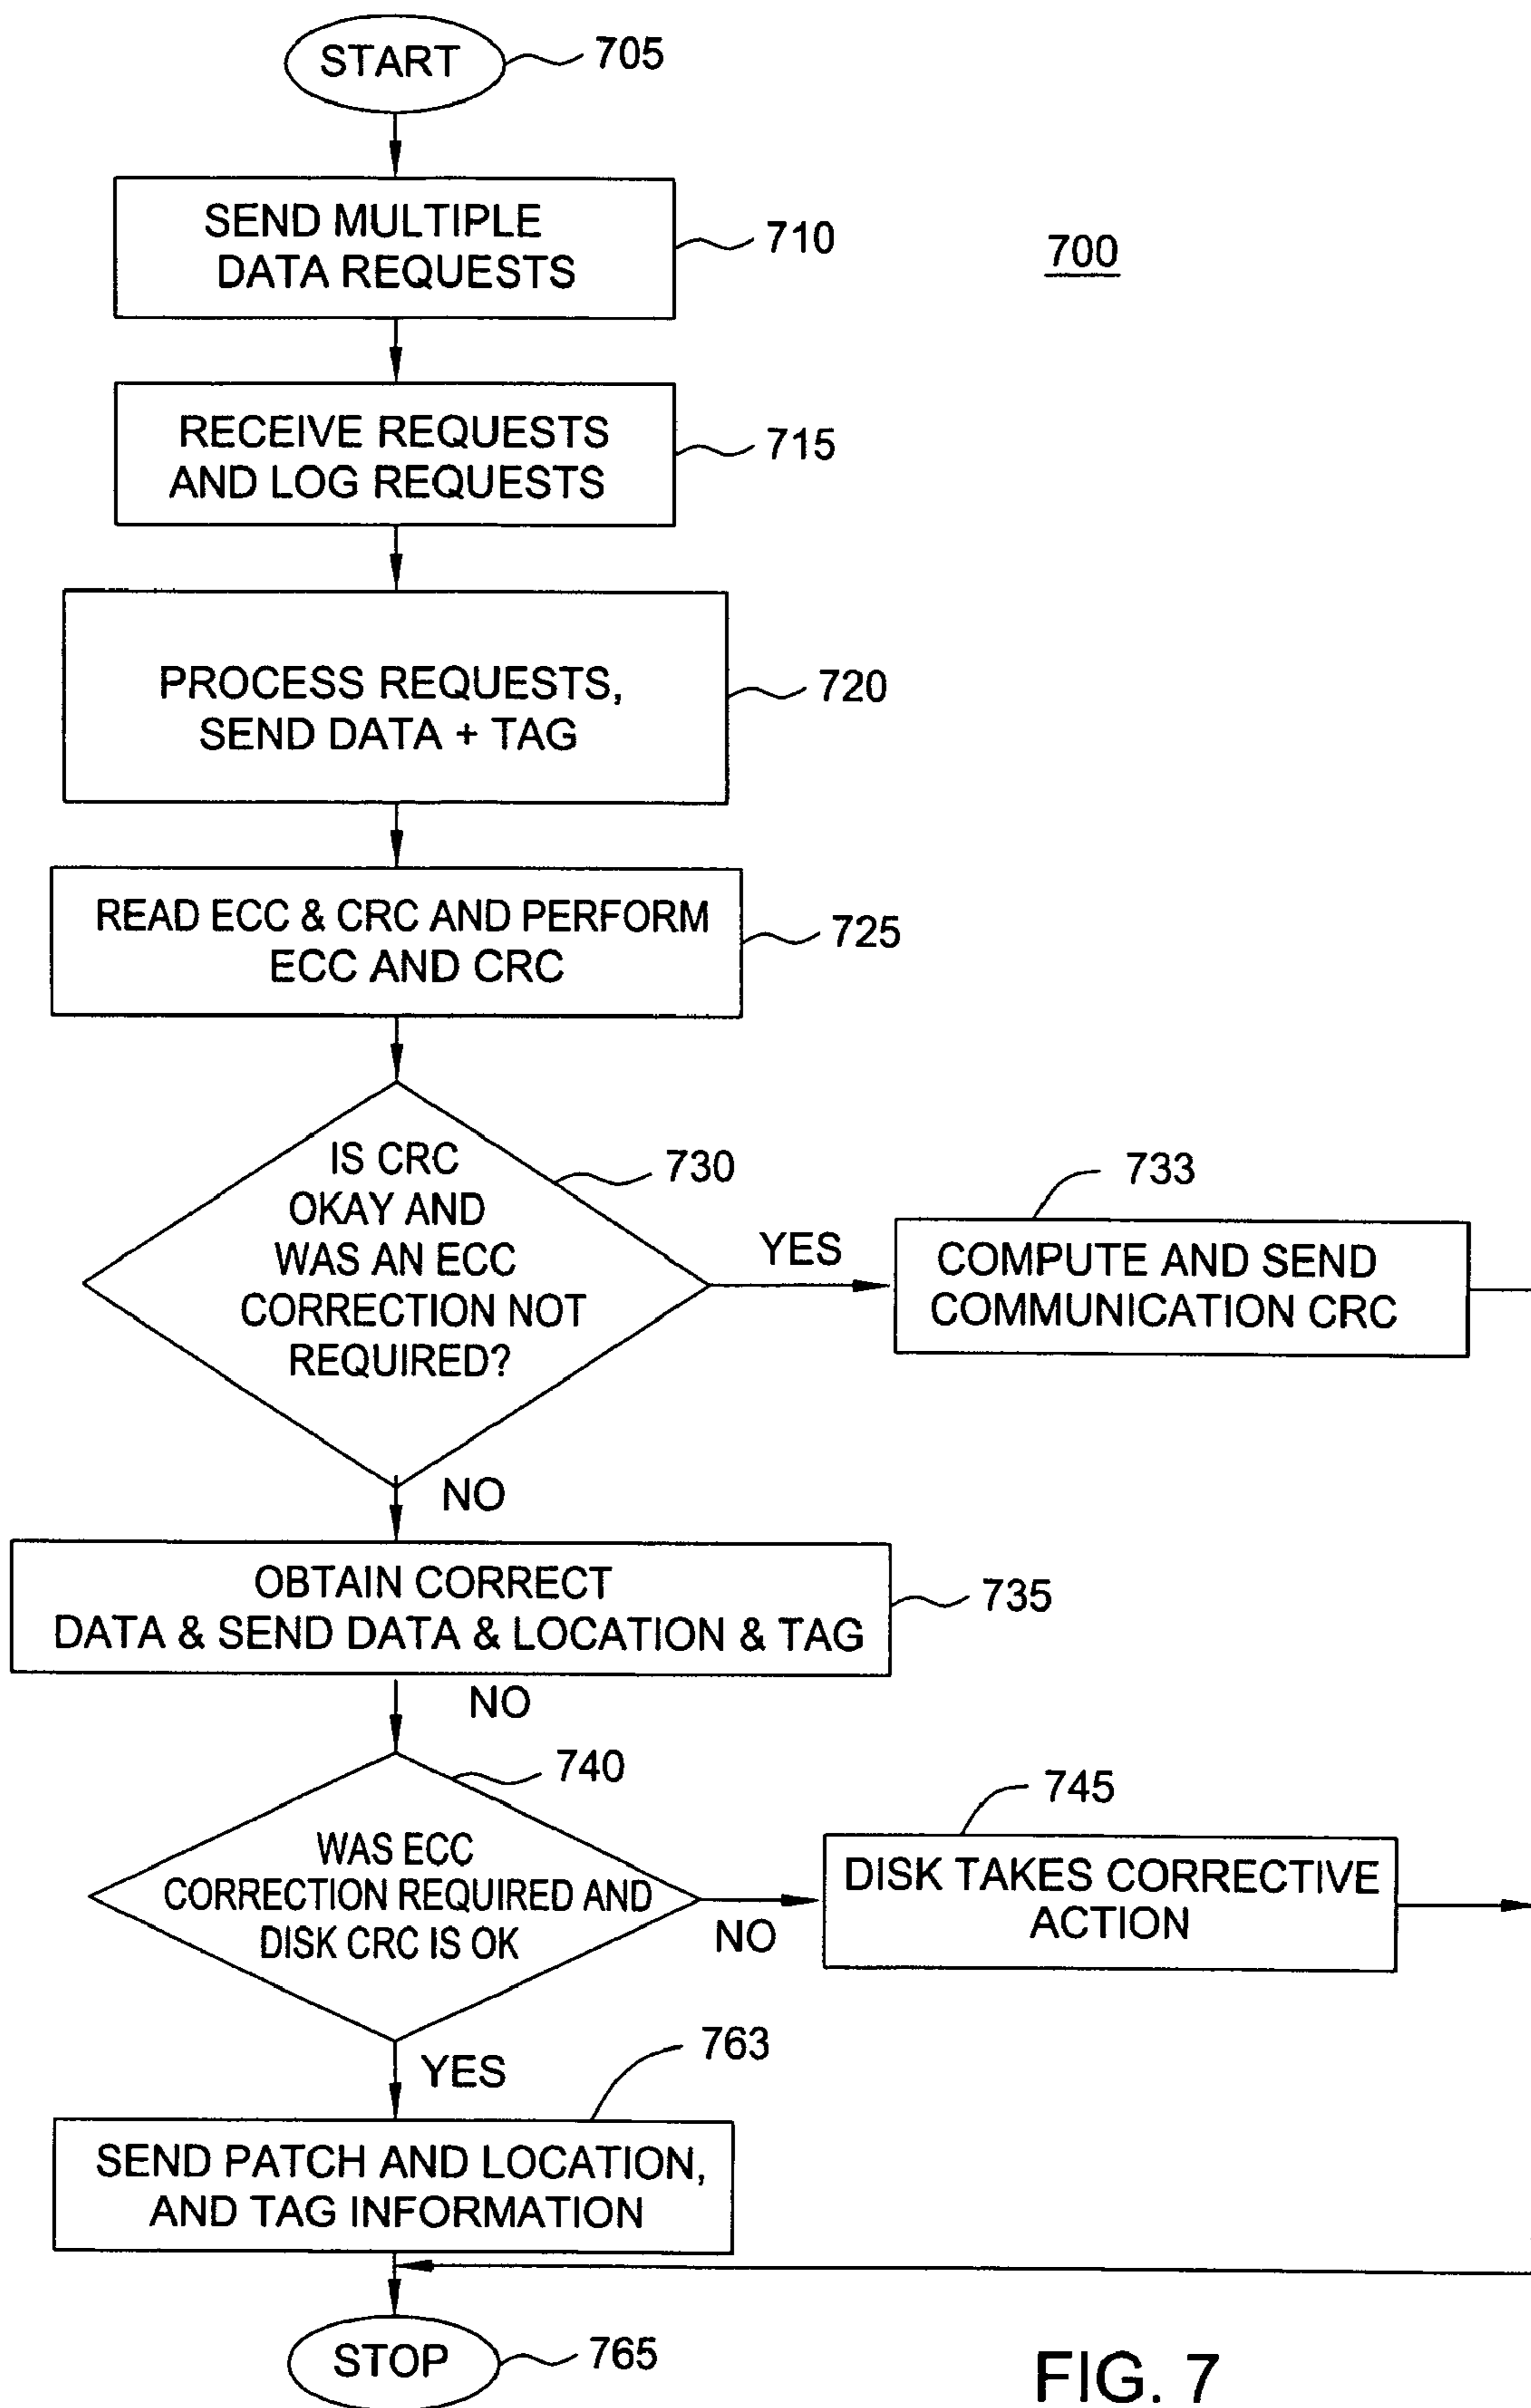 START
705
SEND MULTIPLE
DATA REQUESTS
710
700
RECEIVE REQUESTS
AND LOG REQUESTS
715
PROCESS REQUESTS,
SEND DATA + TAG
720
READ ECC & CRC AND PERFORM
ECC AND CRC
725
IS CRC
OKAY AND
WAS AN ECC
CORRECTION NOT
REQUIRED?
730
YES
733
COMPUTE AND SEND
COMMUNICATION CRC
NO
OBTAIN CORRECT
DATA & SEND DATA & LOCATION & TAG
735
NO
740
WAS ECC
CORRECTION REQUIRED AND
DISK CRC IS OK
NO
745
DISK TAKES CORRECTIVE
ACTION
YES
763
SEND PATCH AND LOCATION,
AND TAG INFORMATION
STOP
765
FIG. 7